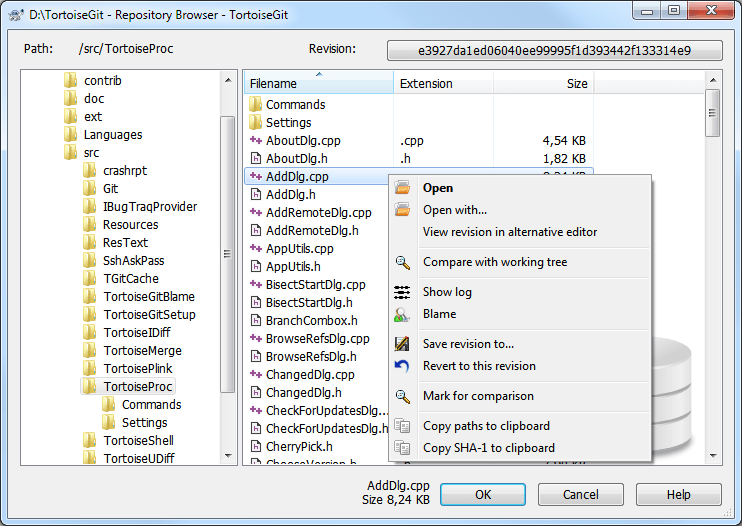 D:\TortoiseGit - Repository Browser - TortoiseGit
Path: /src/TortoiseProc Revision: e3927da1ed06040ee99995f1d393442f133314e9
contrib
doc
ext
Languages
src
crashrpt
Git
IBugTraqProvider
Resources
ResText
SshAskPass
TGitCache
TortoiseGitBlame
TortoiseGitSetup
TortoiseIDiff
TortoiseMerge
TortoisePlink
TortoiseProc
Commands
Settings
TortoiseShell
TortoiseUDiff
Filename Extension Size
Commands
Settings
AboutDlg.cpp .cpp 4,54 KB
AboutDlg.h .h 1,82 KB
AddDlg.cpp
AddDlg.h
AddRemoteDlg.cpp
AddRemoteDlg.h
AppUtils.cpp
AppUtils.h
BisectStartDlg.cpp
BisectStartDlg.h
BranchCombox.h
BrowseRefsDlg.cpp
BrowseRefsDlg.h
ChangedDlg.cpp
ChangedDlg.h
CheckForUpdatesDlg...
CheckForUpdatesDlg.h
CherryPick.h
ChooseVersion.h
Open
Open with...
View revision in alternative editor
Compare with working tree
Show log
Blame
Save revision to...
Revert to this revision
Mark for comparison
Copy paths to clipboard
Copy SHA-1 to clipboard
AddDlg.cpp
Size 8,24 KB
OK Cancel Help